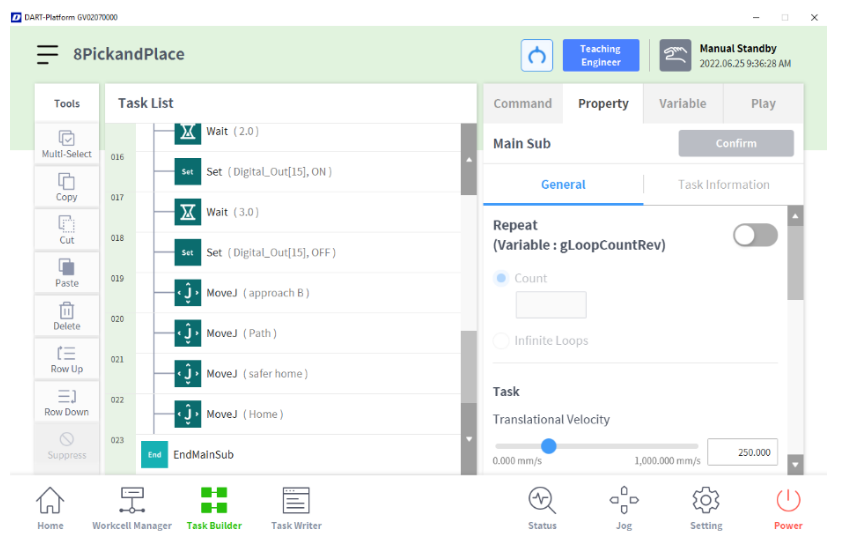 DART-Platform GV02070000
8PickandPlace
Teaching
Engineer
Manual Standby
2022.06.25 9:36:28 AM
Tools
Task List
Command
Property
Variable
Play
Multi-Select
Copy
Cut
Paste
Delete
Row Up
Row Down
Suppress
Wait ( 2.0 )
016
Set Set ( Digital_Out[15], ON )
017
Wait ( 3.0 )
018
Set Set ( Digital_Out[15], OFF )
019
J MoveJ ( approach B )
020
J MoveJ ( Path )
021
J MoveJ ( safer home )
022
J MoveJ ( Home )
023
End EndMainSub
Main Sub
Confirm
General
Task Information
Repeat
(Variable : gLoopCountRev)
Count
Infinite Loops
Task
Translational Velocity
0.000 mm/s
1,000.000 mm/s
250.000
Home
Workcell Manager
Task Builder
Task Writer
Status
Jog
Setting
Power